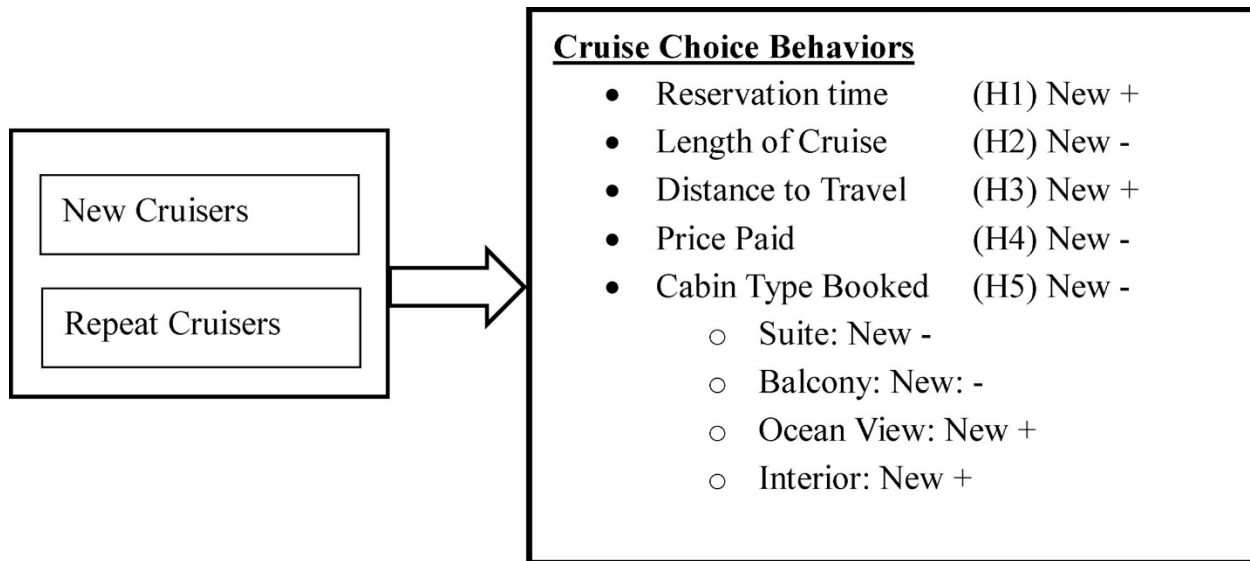 New Cruisers
Repeat Cruisers
Cruise Choice Behaviors
• Reservation time (H1) New +
• Length of Cruise (H2) New -
• Distance to Travel (H3) New +
• Price Paid (H4) New -
• Cabin Type Booked (H5) New -
o Suite: New -
o Balcony: New: -
o Ocean View: New +
o Interior: New +